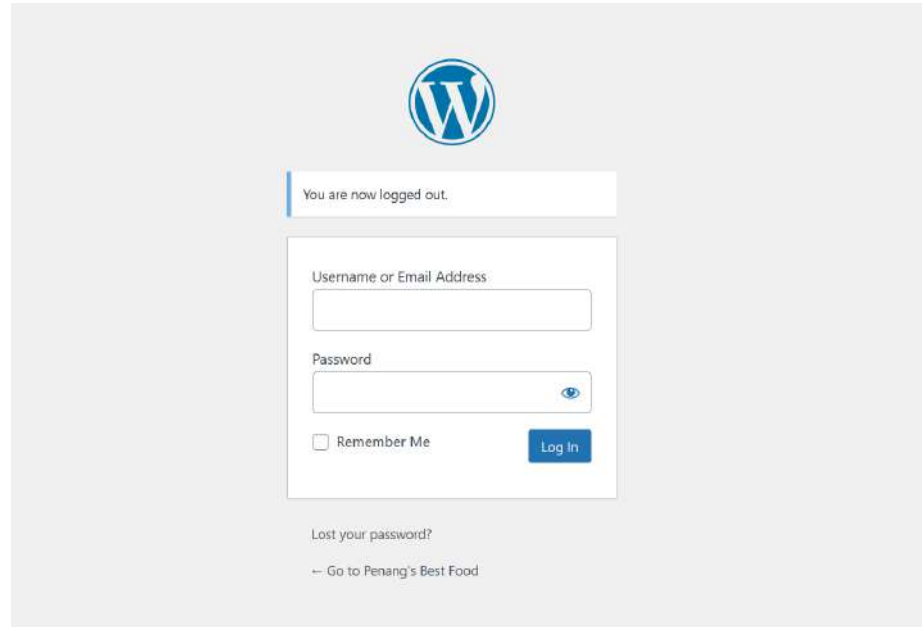 You are now logged out.
Username or Email Address
Password
Remember Me
Log In
Lost your password?
← Go to Penang's Best Food